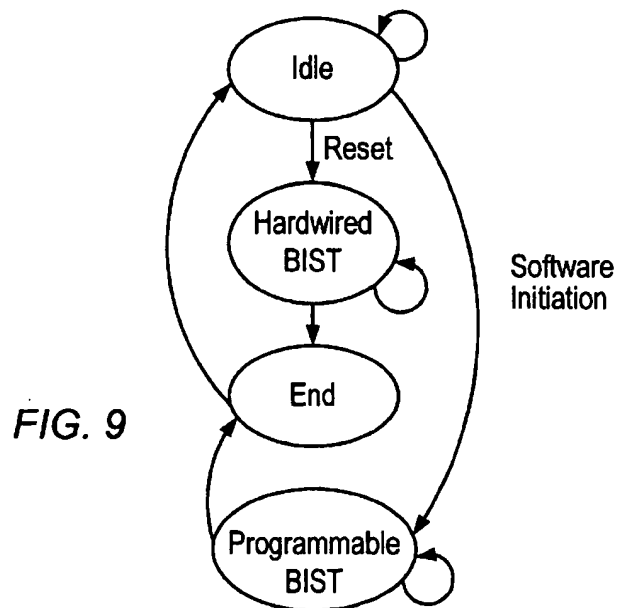 Idle
Reset
Hardwired
BIST
Software
Initiation
End
FIG. 9
Programmable
BIST